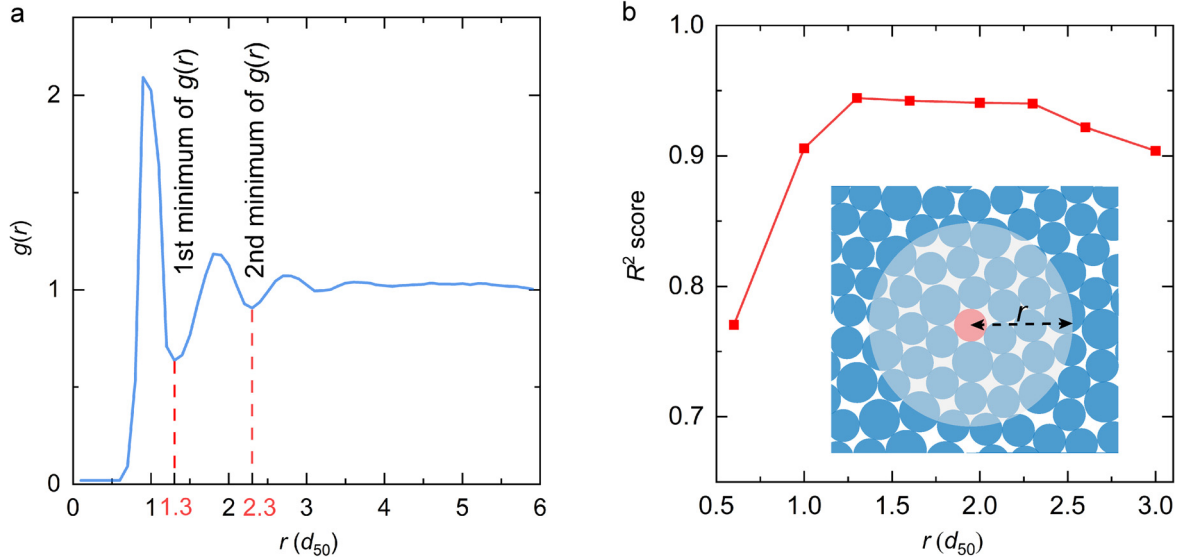 a
g(r)
2
1
0
1st minimum of g(r)
2nd minimum of g(r)
0 1 1.3 2 2.3 3 4 5 6
r (d₅₀)
b
R² score
1.0
0.9
0.8
0.7
r
0.5 1.0 1.5 2.0 2.5 3.0
r (d₅₀)